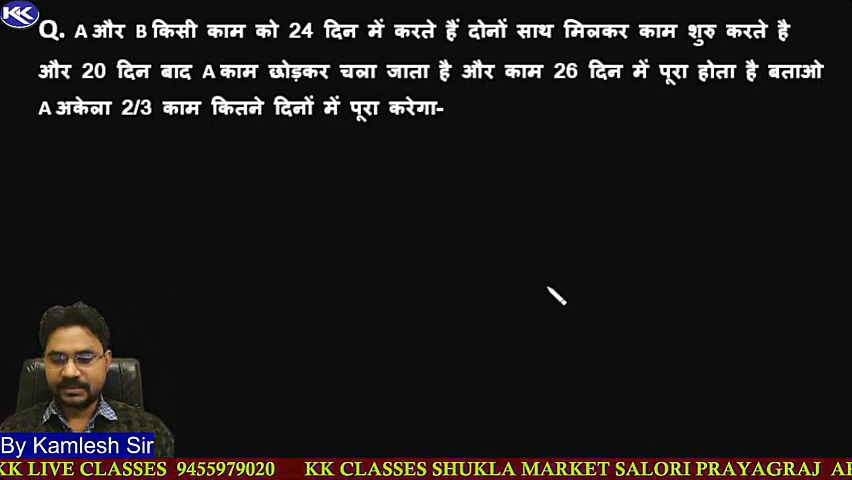 KK
Q. A और B किसी काम को 24 दिन में करते हैं दोनों साथ मिलकर काम शुरु करते है
और 20 दिन बाद A काम छोड़कर चला जाता है और काम 26 दिन में पूरा होता है बताओ
A अकेला 2/3 काम कितने दिनों में पूरा करेगा-
By Kamlesh Sir
KK LIVE CLASSES 9455979020 KK CLASSES SHUKLA MARKET SALORI PRAYAGRAJ